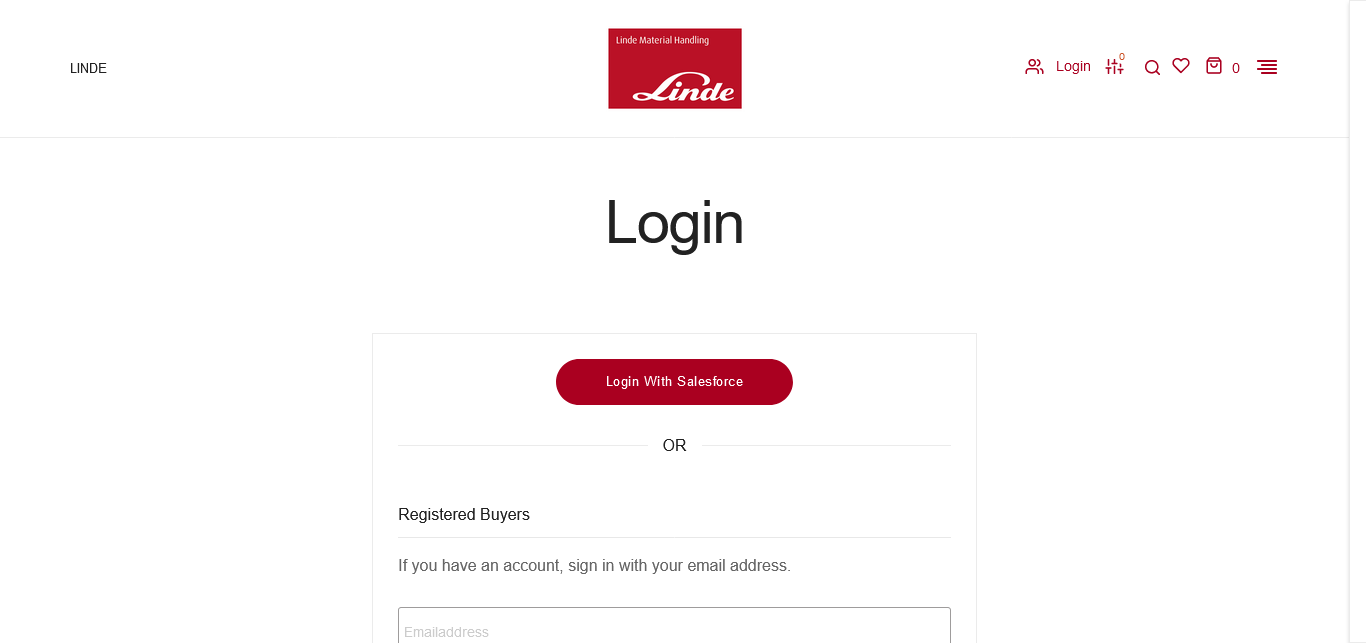 LINDE
Linde Material Handling
Linde
Login
0
0
Login
Login With Salesforce
OR
Registered Buyers
If you have an account, sign in with your email address.
Emailaddress